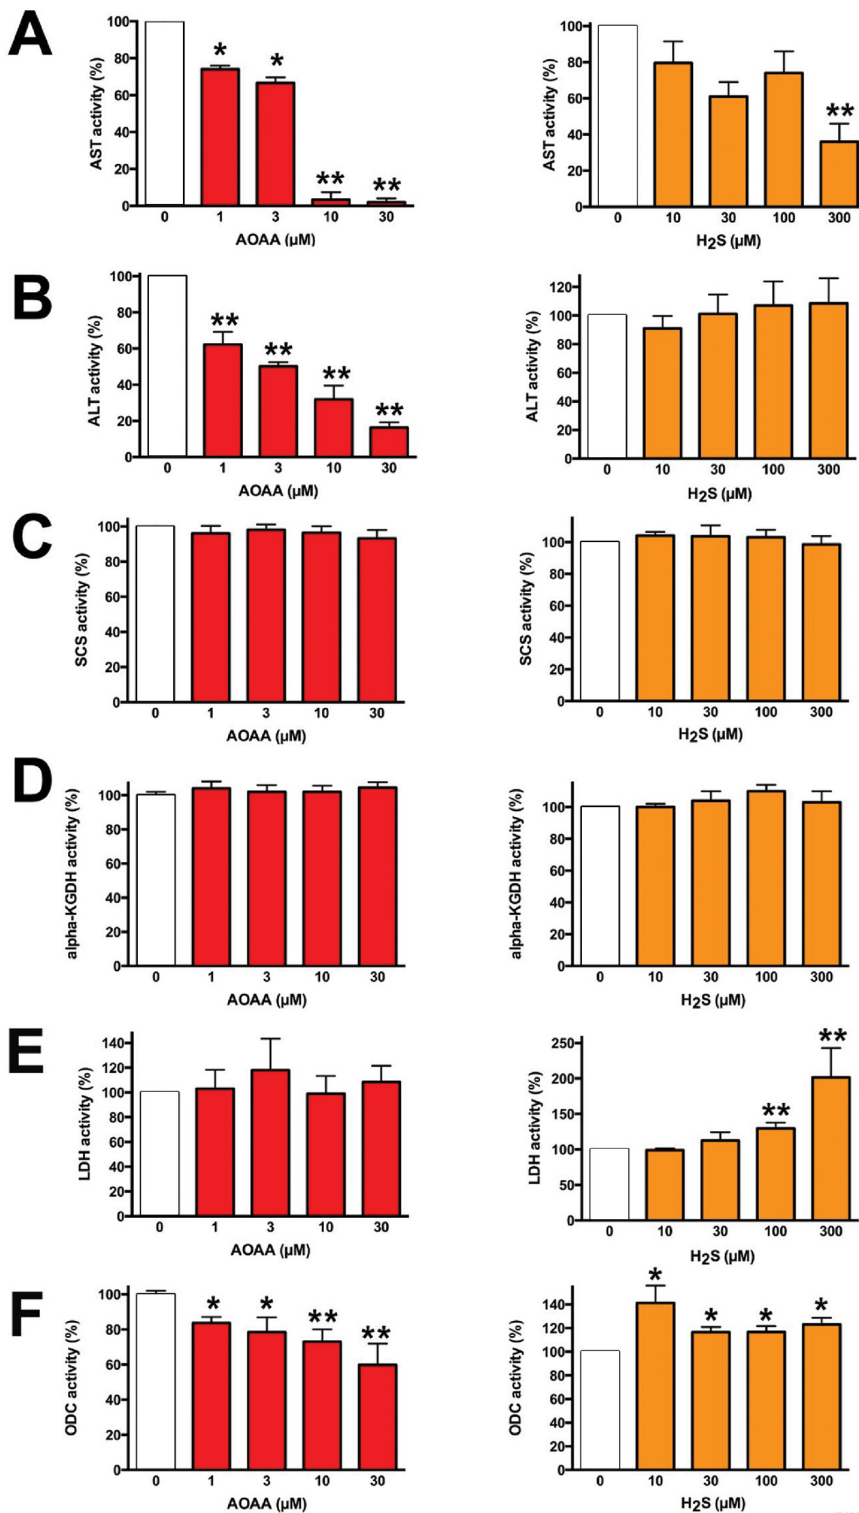 A
AST activity (%)
100
80
60
40
20
0
* * ** **
0 1 3 10 30
AOAA (µM)
AST activity (%)
100
80
60
40
20
0
**
0 10 30 100 300
H2S (µM)
B
ALT activity (%)
100
80
60
40
20
0
** ** ** **
0 1 3 10 30
AOAA (µM)
ALT activity (%)
120
100
80
60
40
20
0
0 10 30 100 300
H2S (µM)
C
SCS activity (%)
100
80
60
40
20
0
0 1 3 10 30
AOAA (µM)
SCS activity (%)
100
80
60
40
20
0
0 10 30 100 300
H2S (µM)
D
alpha-KGDH activity (%)
100
80
60
40
20
0
0 1 3 10 30
AOAA (µM)
alpha-KGDH activity (%)
100
80
60
40
20
0
0 10 30 100 300
H2S (µM)
E
LDH activity (%)
140
120
100
80
60
40
20
0
0 1 3 10 30
AOAA (µM)
LDH activity (%)
250
200
150
100
50
0
** **
0 10 30 100 300
H2S (µM)
F
ODC activity (%)
100
80
60
40
20
0
* * ** **
0 1 3 10 30
AOAA (µM)
ODC activity (%)
140
120
100
80
60
40
20
0
* * * *
0 10 30 100 300
H2S (µM)